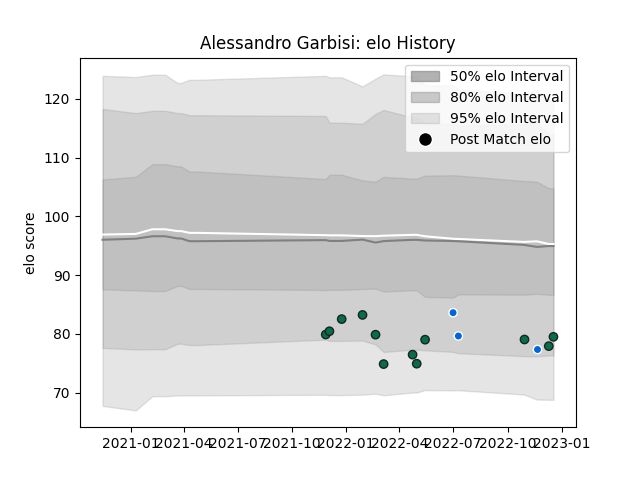 Alessandro Garbisi: elo History
50% elo Interval
80% elo Interval
95% elo Interval
Post Match elo
elo score
120
110
100
90
80
70
2021-01 2021-04 2021-07 2021-10 2022-01 2022-04 2022-07 2022-10 2023-01